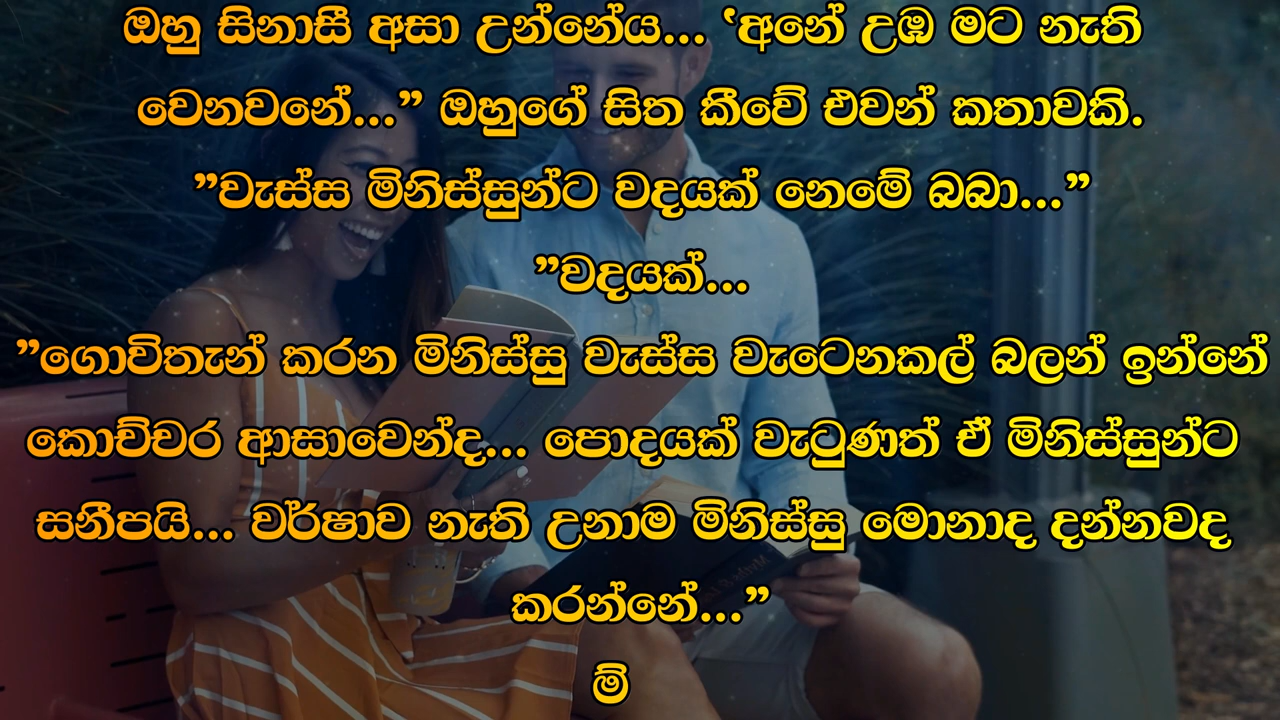 ඔහු සිනාසී අසා උන්නේය... ‘අනේ උඹ මට නැති
වෙනවනේ...” ඔහුගේ සිත කීවේ එවන් කතාවකි.
”වැස්ස මිනිස්සුන්ට වදයක් නෙමේ බබා...”
”වදයක්...
”ගොවිතැන් කරන මිනිස්සු වැස්ස වැටෙනකල් බලන් ඉන්නේ
කොච්චර ආසාවෙන්ද... පොදයක් වැටුණත් ඒ මිනිස්සුන්ට
සනීපයි... වර්ෂාව නැති උනාම මිනිස්සු මොනාද දන්නවද
කරන්නේ...”
ම්